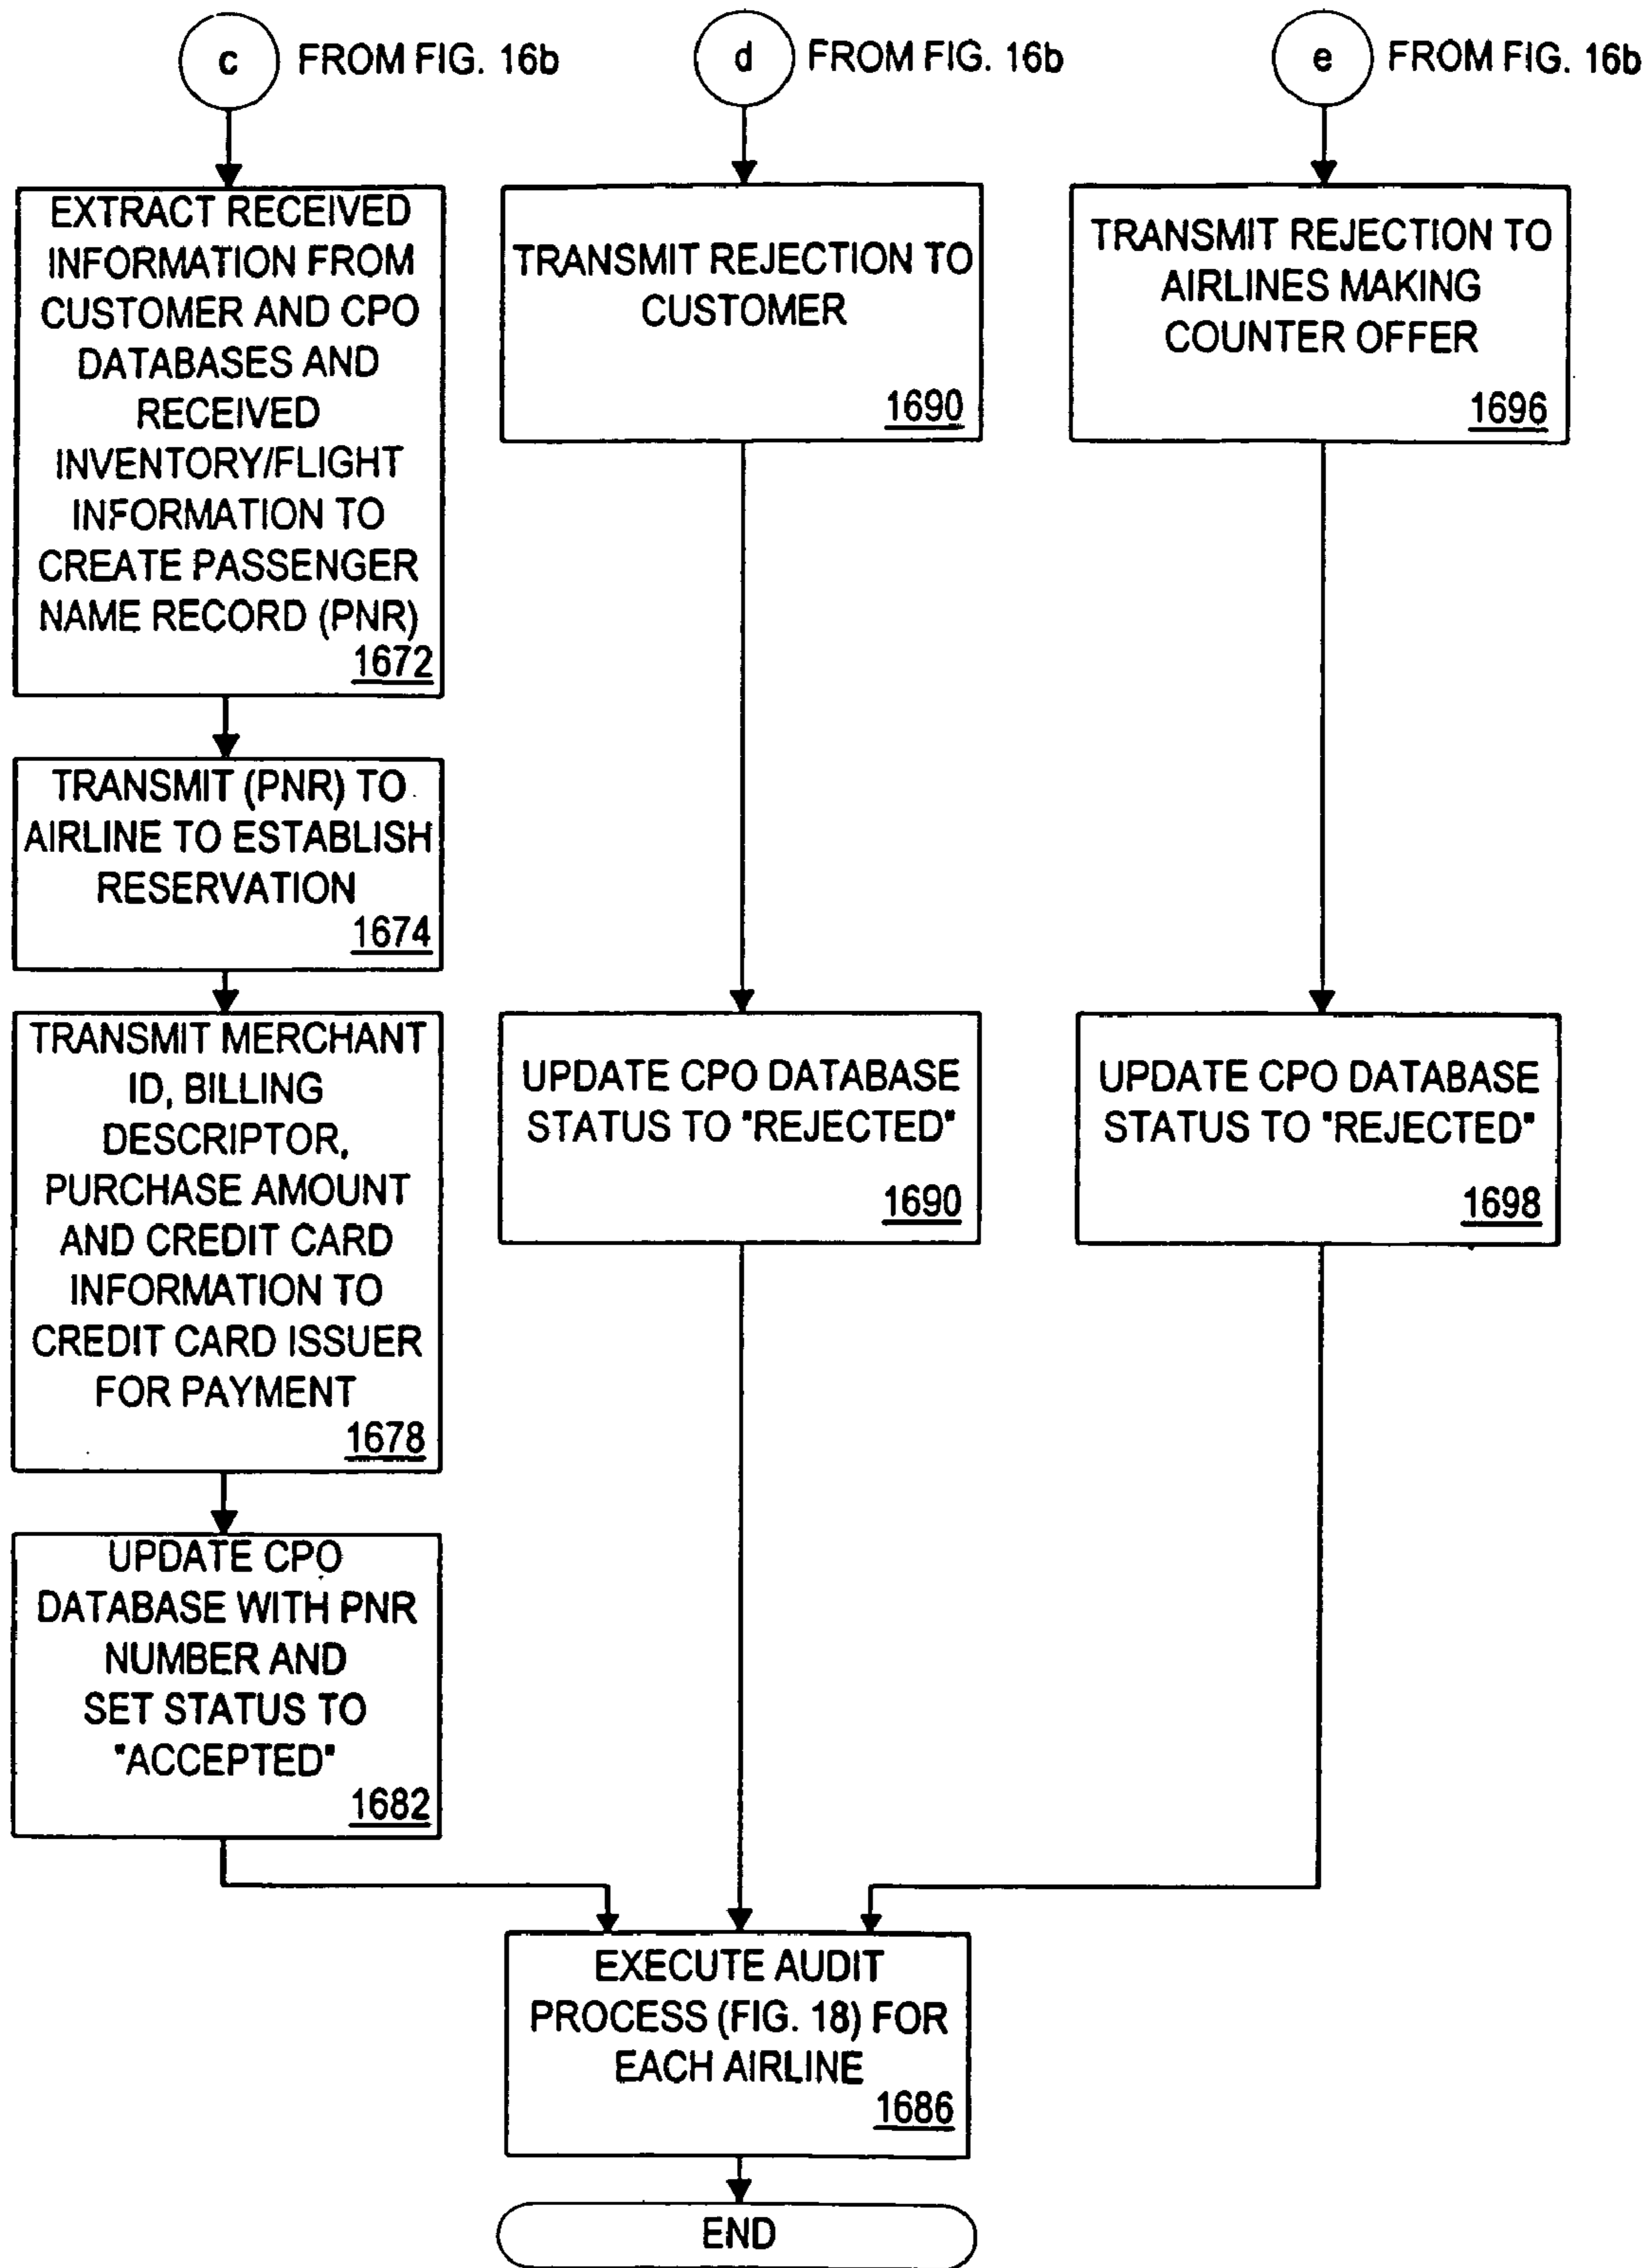 c FROM FIG. 16b
d FROM FIG. 16b
e FROM FIG. 16b
EXTRACT RECEIVED
INFORMATION FROM
CUSTOMER AND CPO
DATABASES AND
RECEIVED
INVENTORY/FLIGHT
INFORMATION TO
CREATE PASSENGER
NAME RECORD (PNR)
1672
TRANSMIT (PNR) TO
AIRLINE TO ESTABLISH
RESERVATION
1674
TRANSMIT MERCHANT
ID, BILLING
DESCRIPTOR,
PURCHASE AMOUNT
AND CREDIT CARD
INFORMATION TO
CREDIT CARD ISSUER
FOR PAYMENT
1678
UPDATE CPO
DATABASE WITH PNR
NUMBER AND
SET STATUS TO
"ACCEPTED"
1682
TRANSMIT REJECTION TO
CUSTOMER
1690
UPDATE CPO DATABASE
STATUS TO "REJECTED"
1690
TRANSMIT REJECTION TO
AIRLINES MAKING
COUNTER OFFER
1696
UPDATE CPO DATABASE
STATUS TO "REJECTED"
1698
EXECUTE AUDIT
PROCESS (FIG. 18) FOR
EACH AIRLINE
1686
END